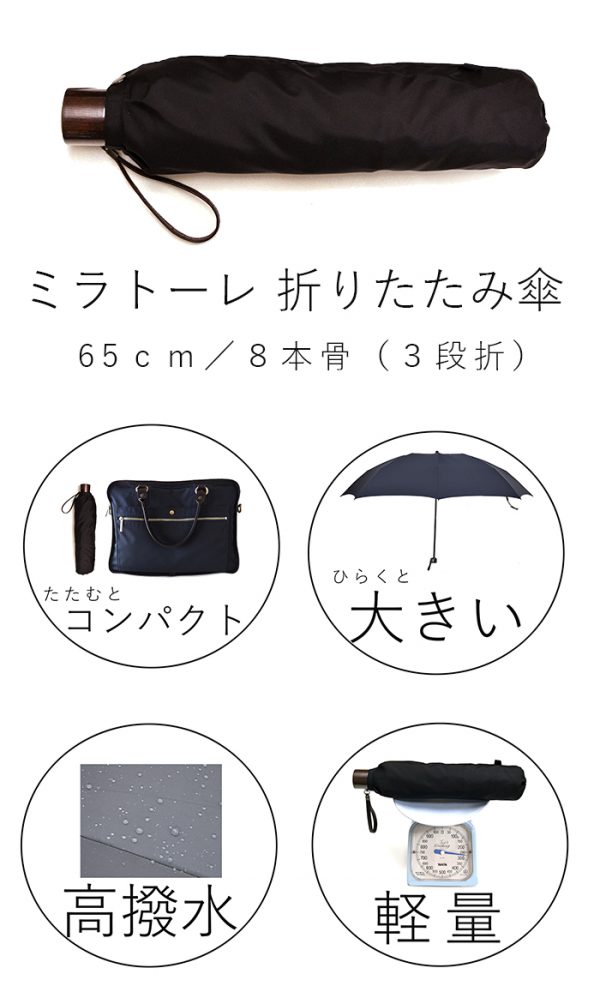 ミラトーレ 折りたたみ傘
65cm／8本骨（3段折）
たたむと
コンパクト
ひらくと
大きい
高撥水
軽量